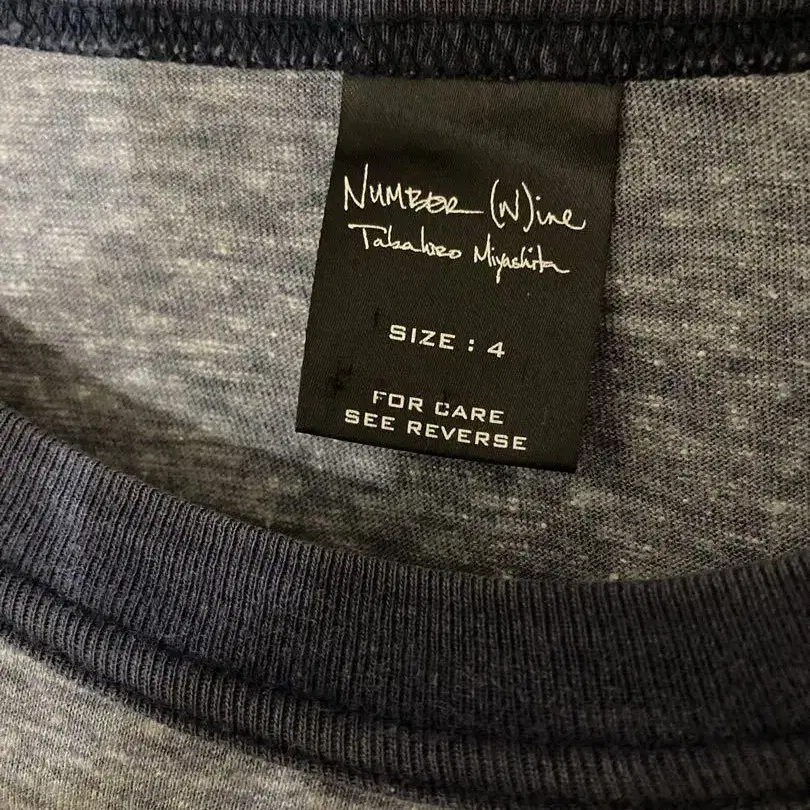 NUMBER (N)ine
Takahiro Miyashita
SIZE : 4
FOR CARE
SEE REVERSE